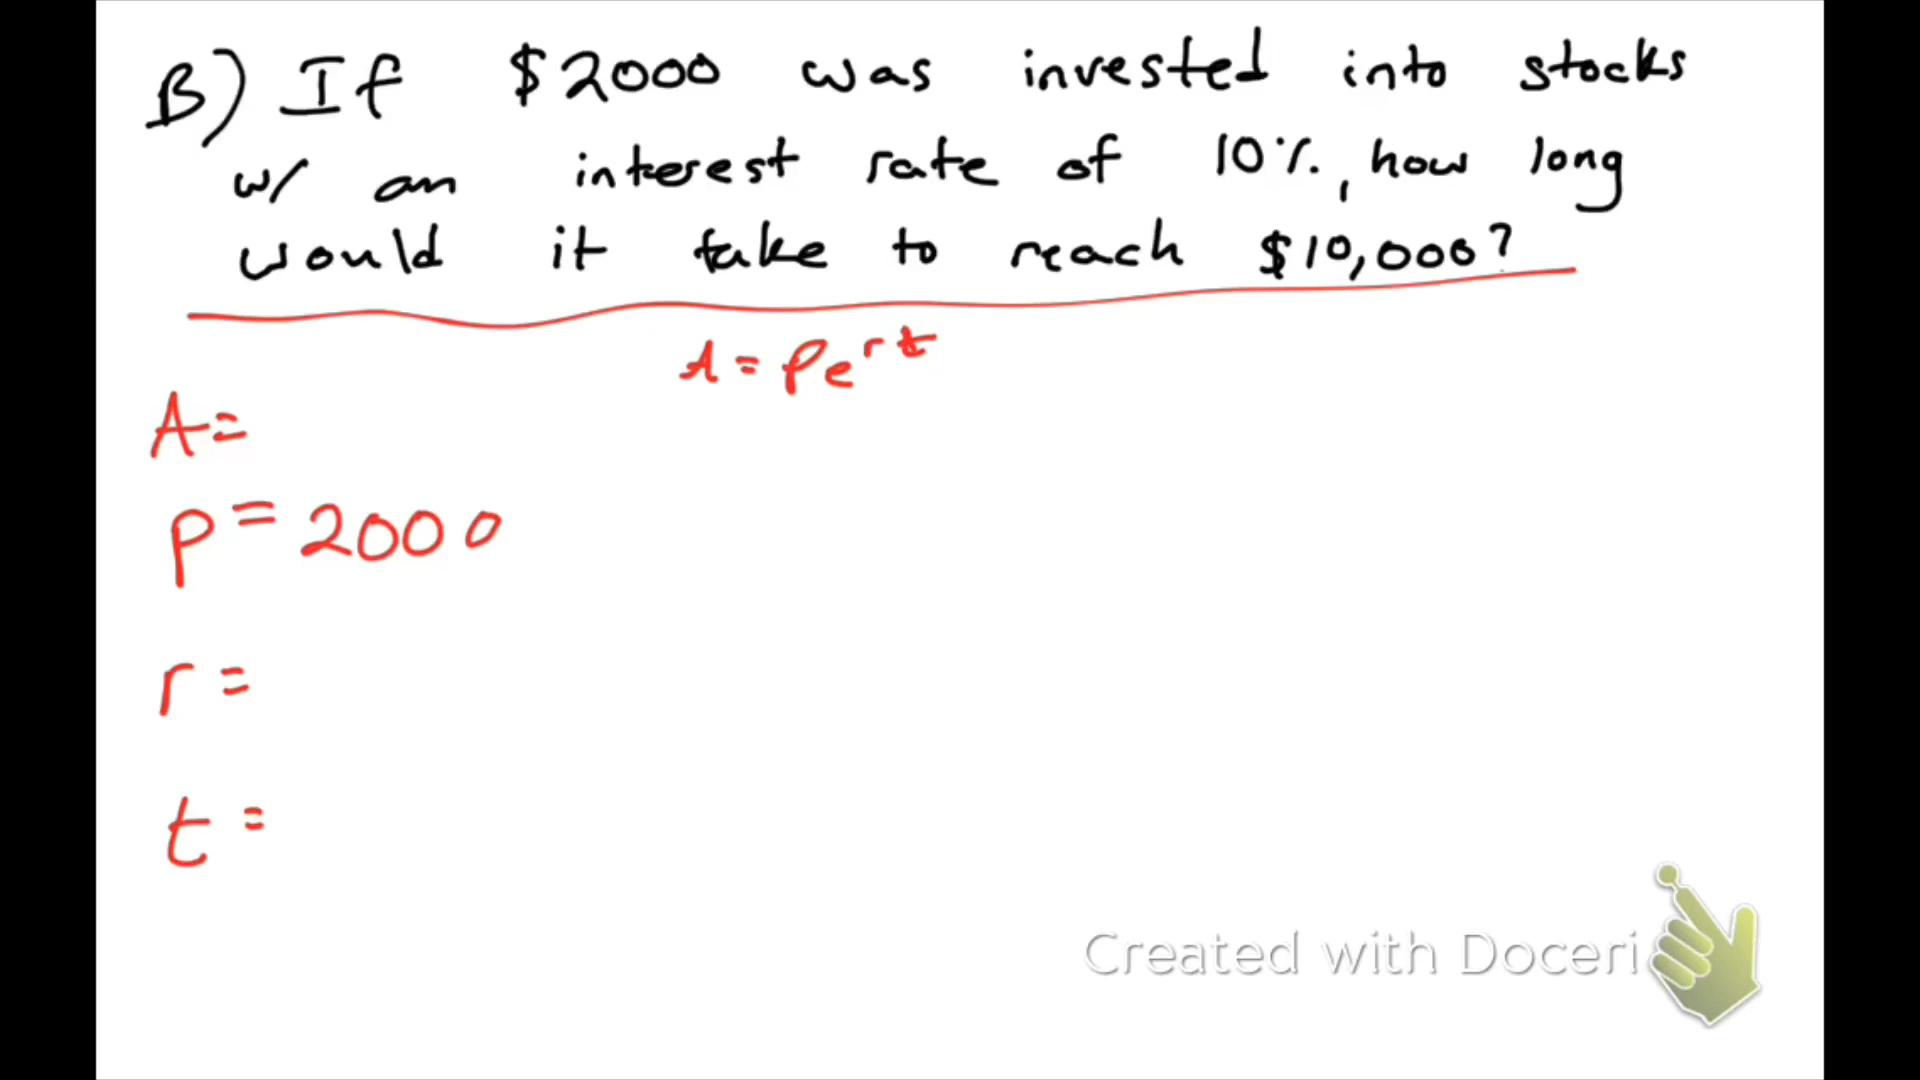 B) If $2000 was invested into stocks
w/ an interest rate of 10%, how long
would it take to reach $10,000?
A = Pe^rt
A=
P = 2000
r =
t =
Created with Doceri